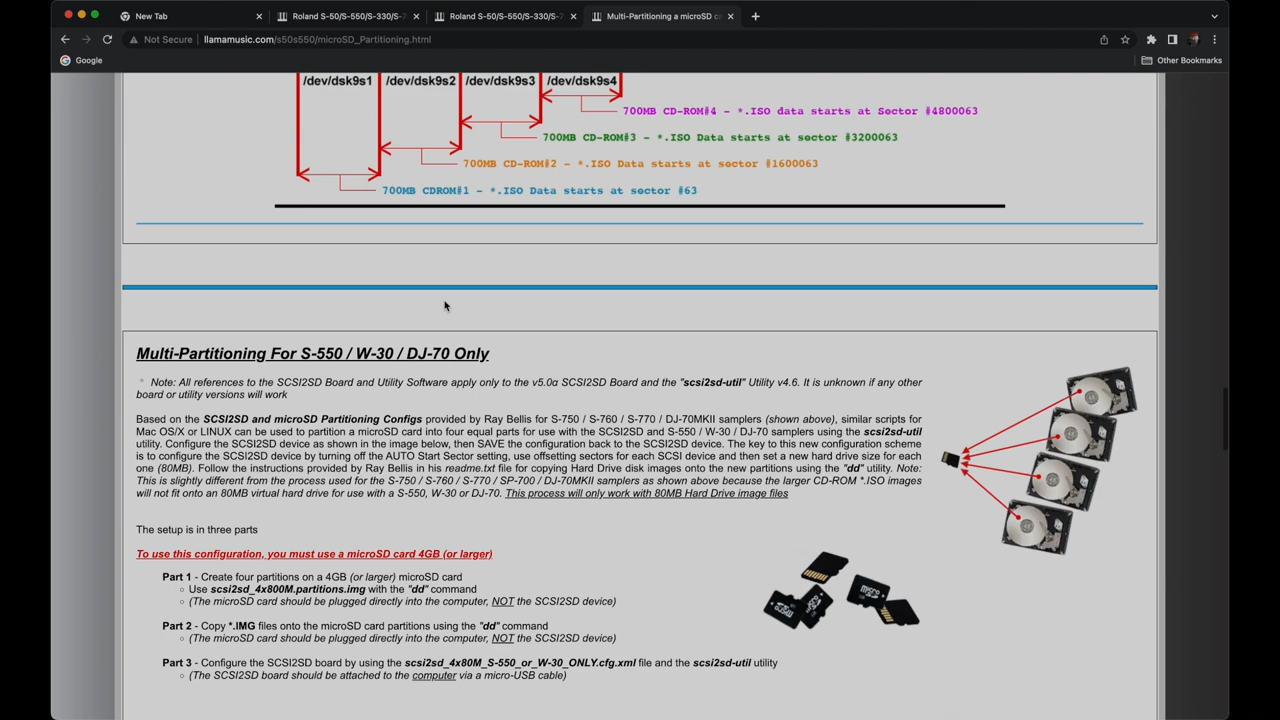 New Tab
Roland S-50/S-550/S-330/S-7
Roland S-50/S-550/S-330/S-7
Multi-Partitioning a microSD ca
Not Secure | llamamusic.com/s50s550/microSD_Partitioning.html
Google
Other Bookmarks
/dev/dsk9s1 /dev/dsk9s2 /dev/dsk9s3 /dev/dsk9s4
700MB CD-ROM#4 - *.ISO data starts at Sector #4800063
700MB CD-ROM#3 - *.ISO Data starts at sector #3200063
700MB CD-ROM#2 - *.ISO Data starts at sector #1600063
700MB CDROM#1 - *.ISO Data starts at sector #63
Multi-Partitioning For S-550 / W-30 / DJ-70 Only
* Note: All references to the SCSI2SD Board and Utility Software apply only to the v5.0α SCSI2SD Board and the "scsi2sd-util" Utility v4.6. It is unknown if any other
board or utility versions will work
Based on the SCSI2SD and microSD Partitioning Configs provided by Ray Bellis for S-750 / S-760 / S-770 / DJ-70MKII samplers (shown above), similar scripts for
Mac OS/X or LINUX can be used to partition a microSD card into four equal parts for use with the SCSI2SD and S-550 / W-30 / DJ-70 samplers using the scsi2sd-util
utility. Configure the SCSI2SD device as shown in the image below, then SAVE the configuration back to the SCSI2SD device. The key to this new configuration scheme
is to configure the SCSI2SD device by turning off the AUTO Start Sector setting, use offsetting sectors for each SCSI device and then set a new hard drive size for each
one (80MB). Follow the instructions provided by Ray Bellis in his readme.txt file for copying Hard Drive disk images onto the new partitions using the "dd" utility. Note:
This is slightly different from the process used for the S-750 / S-760 / S-770 / SP-700 / DJ-70MKII samplers as shown above because the larger CD-ROM *.ISO images
will not fit onto an 80MB virtual hard drive for use with a S-550, W-30 or DJ-70. This process will only work with 80MB Hard Drive image files
The setup is in three parts
To use this configuration, you must use a microSD card 4GB (or larger)
Part 1 - Create four partitions on a 4GB (or larger) microSD card
Use scsi2sd_4x800M.partitions.img with the "dd" command
(The microSD card should be plugged directly into the computer, NOT the SCSI2SD device)
Part 2 - Copy *.IMG files onto the microSD card partitions using the "dd" command
(The microSD card should be plugged directly into the computer, NOT the SCSI2SD device)
Part 3 - Configure the SCSI2SD board by using the scsi2sd_4x80M_S-550_or_W-30_ONLY.cfg.xml file and the scsi2sd-util utility
(The SCSI2SD board should be attached to the computer via a micro-USB cable)